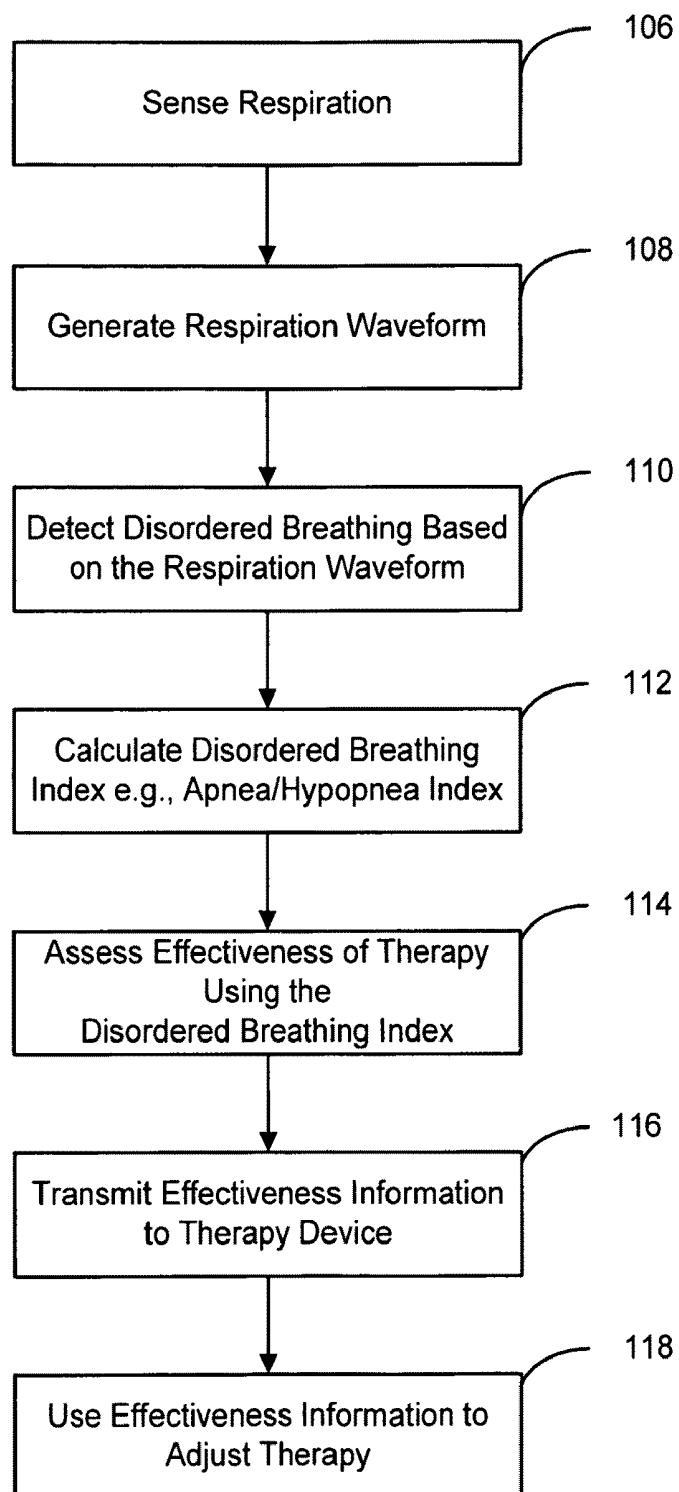 106
Sense Respiration
108
Generate Respiration Waveform
110
Detect Disordered Breathing Based
on the Respiration Waveform
112
Calculate Disordered Breathing
Index e.g., Apnea/Hypopnea Index
114
Assess Effectiveness of Therapy
Using the
Disordered Breathing Index
116
Transmit Effectiveness Information
to Therapy Device
118
Use Effectiveness Information to
Adjust Therapy